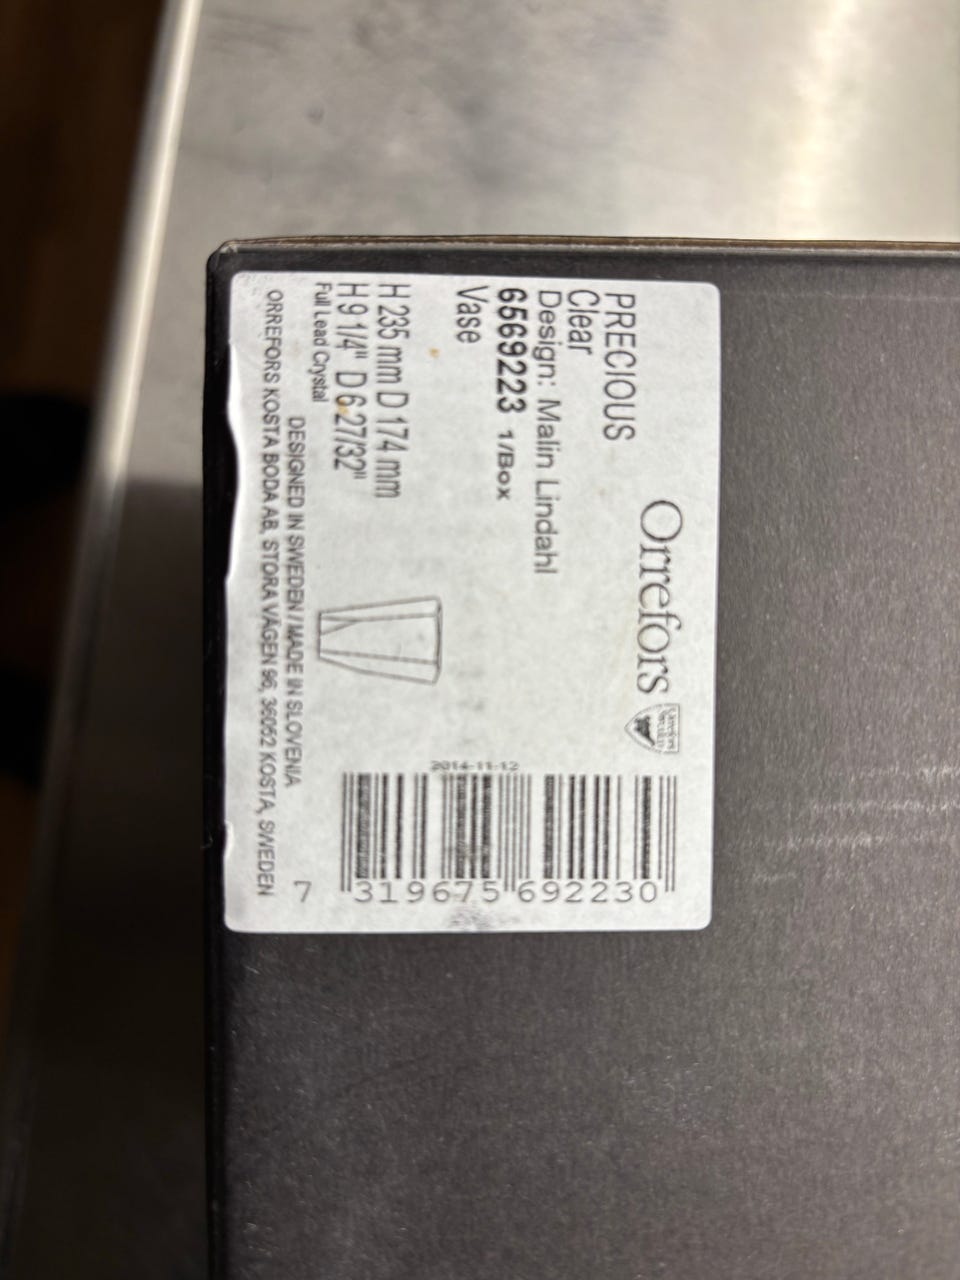 Orrefors
PRECIOUS
Clear
Design: Malin Lindahl
6569223 1/Box
Vase
H 235 mm D 174 mm
H 9 1/4" D 6 27/32"
Full Lead Crystal
DESIGNED IN SWEDEN / MADE IN SLOVENIA
ORREFORS KOSTA BODA AB, STORA VÄGEN 96, 36052 KOSTA, SWEDEN
2014-11-12
7 319675 692230